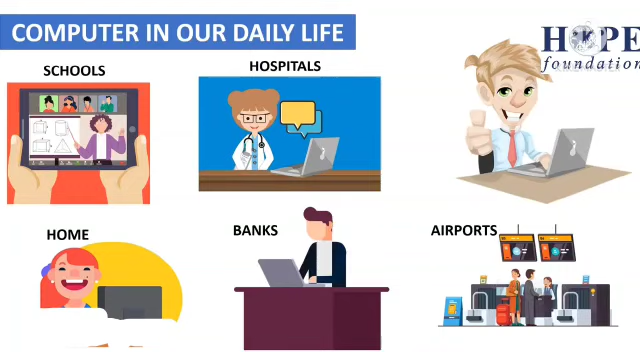 COMPUTER IN OUR DAILY LIFE
HOPE
foundation
SCHOOLS
HOSPITALS
HOME
BANKS
AIRPORTS